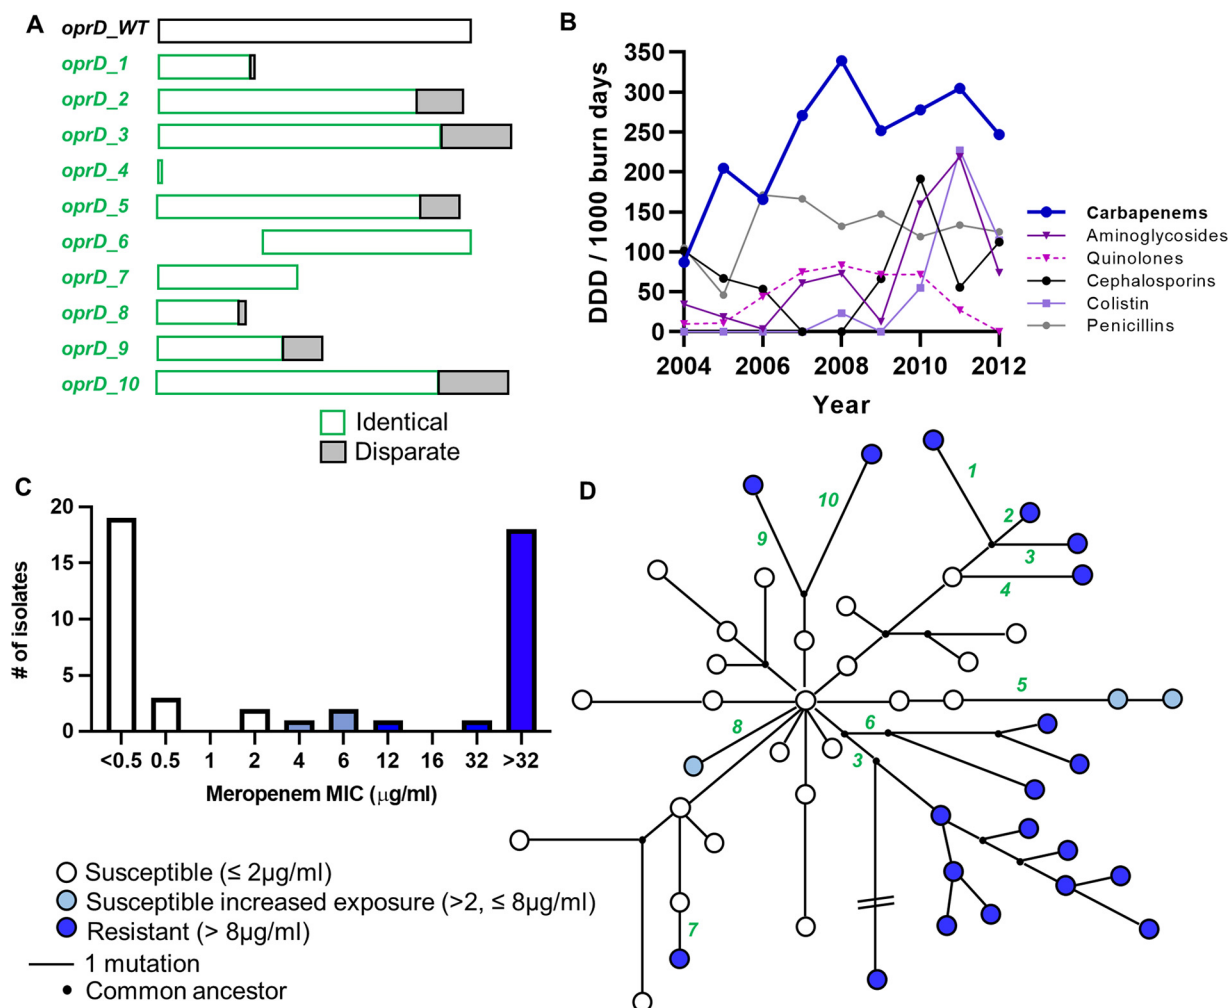 A
oprD_WT
oprD_1
oprD_2
oprD_3
oprD_4
oprD_5
oprD_6
oprD_7
oprD_8
oprD_9
oprD_10
Identical
Disparate
B
DDD / 1000 burn days
350
300
250
200
150
100
50
0
2004 2006 2008 2010 2012
Year
Carbapenems
Aminoglycosides
Quinolones
Cephalosporins
Colistin
Penicillins
C
# of isolates
20
15
10
5
0
<0.5 0.5 1 2 4 6 12 16 32 >32
Meropenem MIC (µg/ml)
Susceptible (≤ 2µg/ml)
Susceptible increased exposure (>2, ≤ 8µg/ml)
Resistant (> 8µg/ml)
1 mutation
Common ancestor
D
1
10
2
9
3
4
5
6
8
3
7